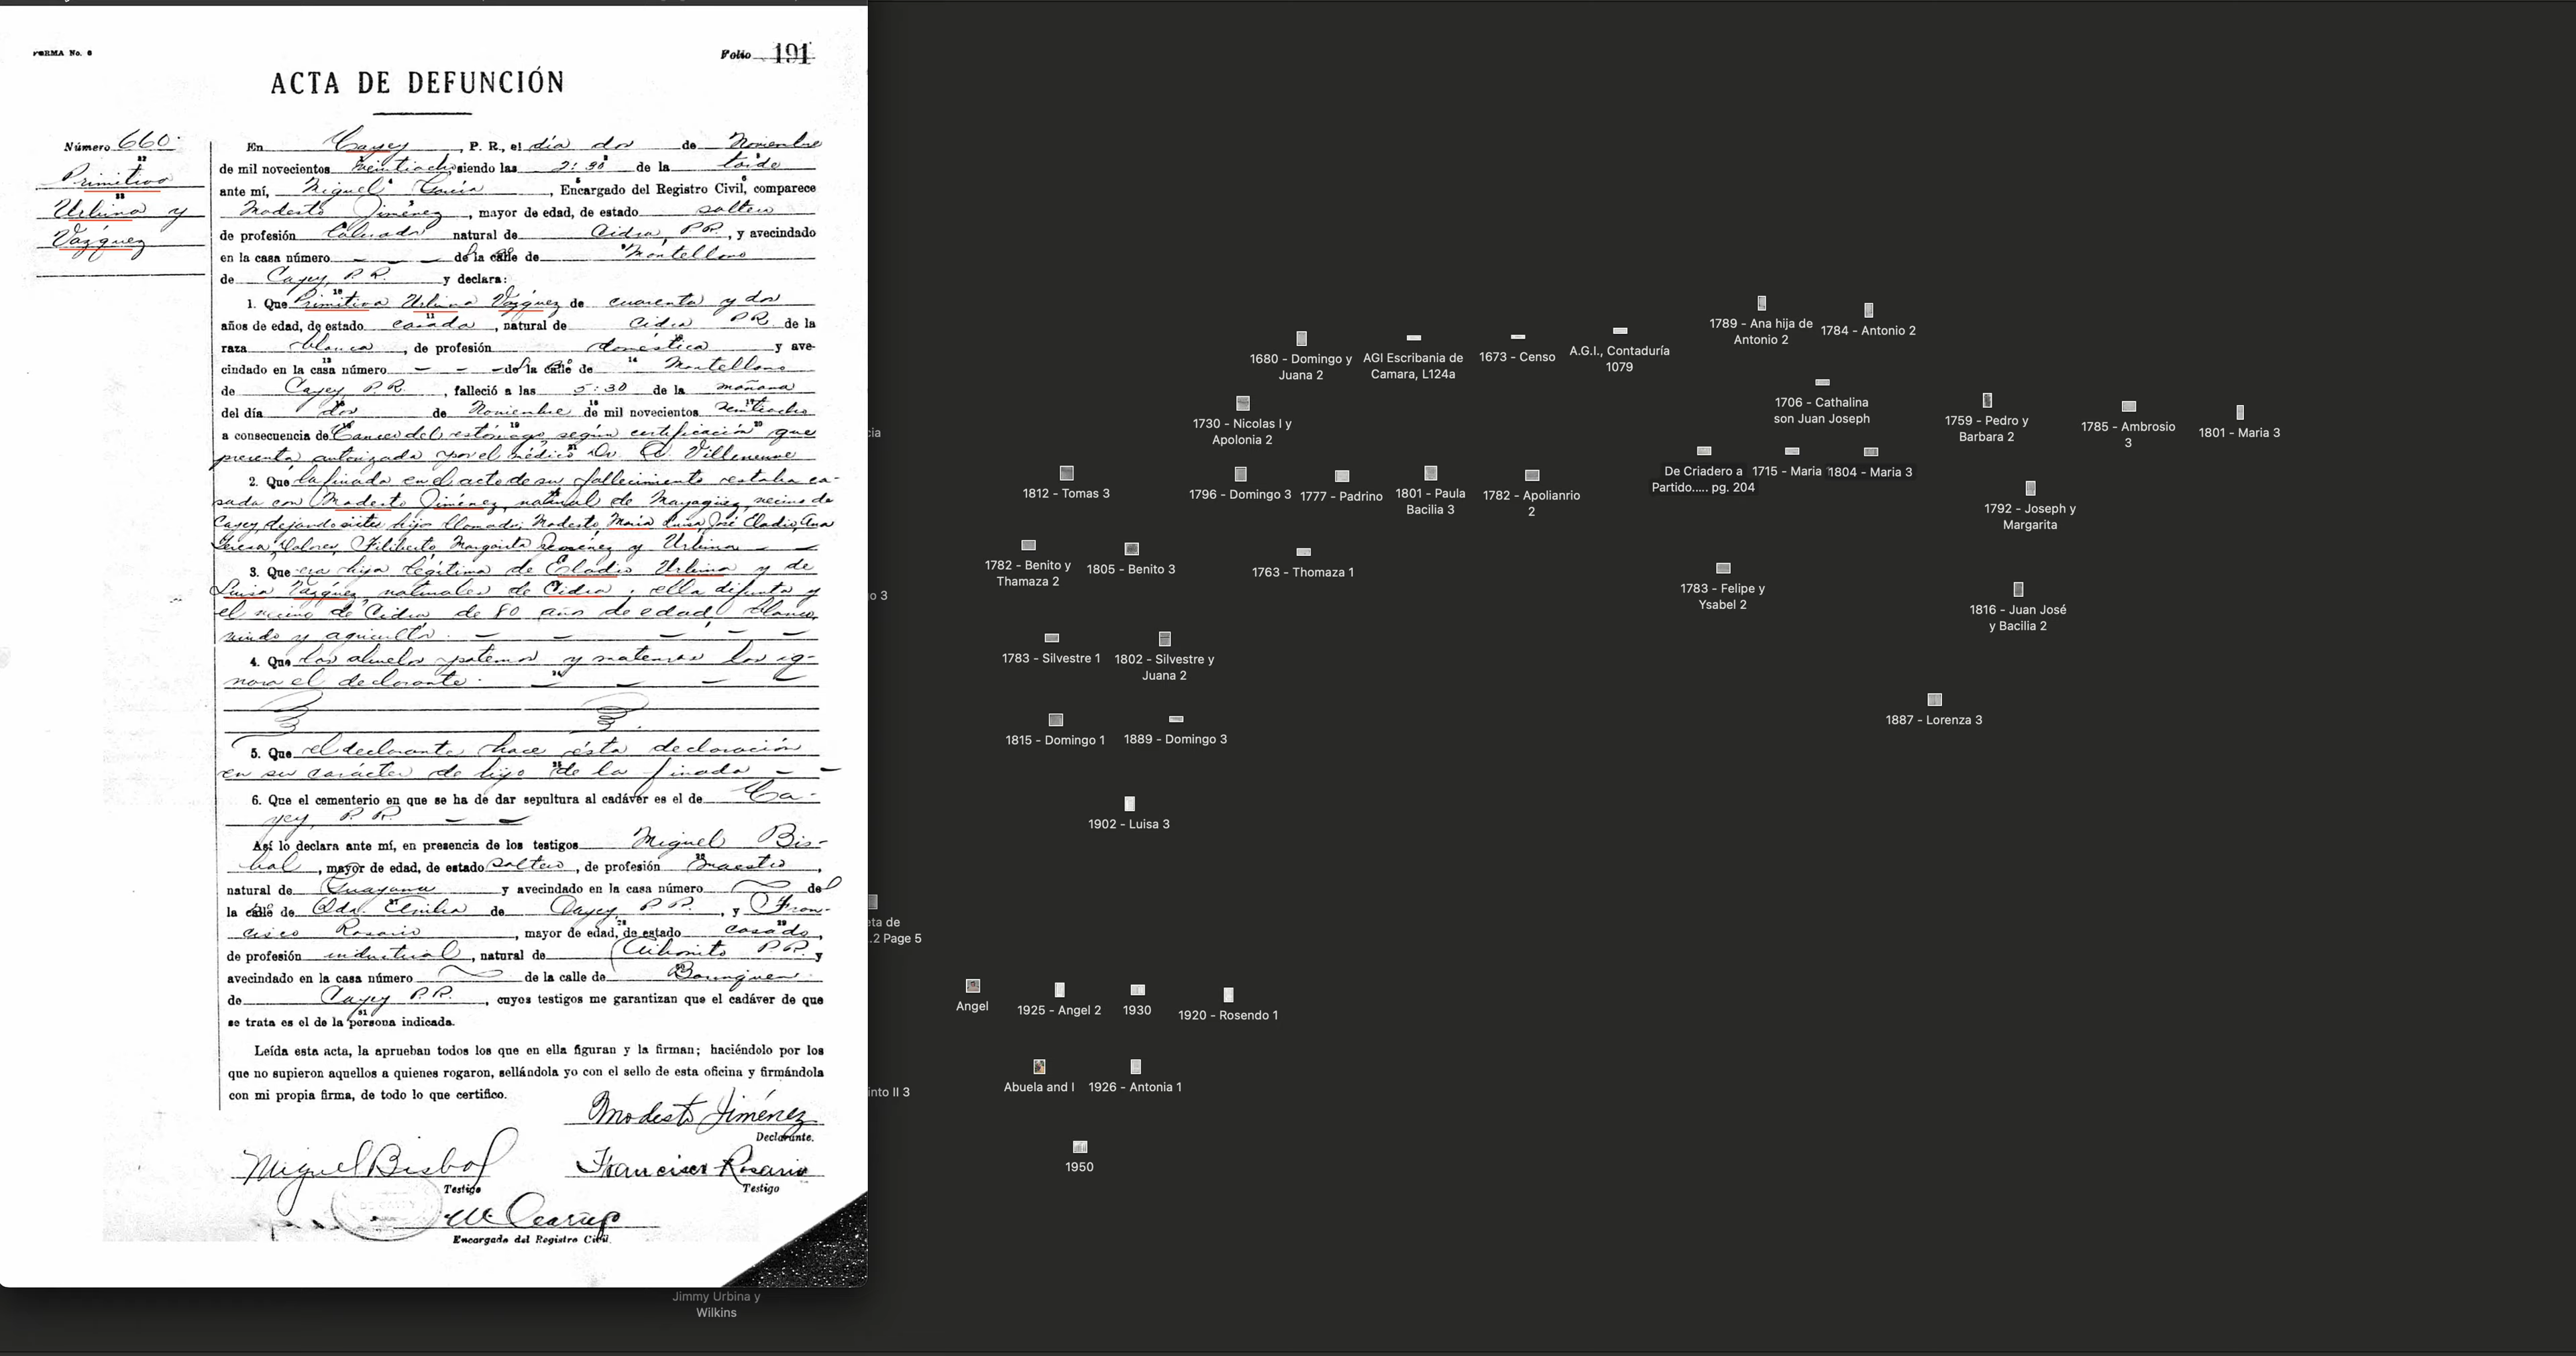 FORMA No. 6
Folio 191
ACTA DE DEFUNCIÓN
Número 660
22
Primitiva
23
Urbina y
Vázquez
En Cayey, P. R., el día dos de Noviembre
de mil novecientos veintiocho siendo las 2:30 de la tarde
ante mí, Miguel García, Encargado del Registro Civil, comparece
Modesto Jiménez, mayor de edad, de estado soltero
de profesión natural de Cidra, P.R., y avecindado
en la casa número — — — de la calle de Montellano
de Cayey, P.R. y declara:
1. Que Primitiva Urbina Vázquez de cuarenta y dos
años de edad, de estado casada, natural de Cidra P.R. de la
raza blanca, de profesión doméstica y ave-
cindado en la casa número — — — de la calle de Montellano
de Cayey P.R., falleció a las 5:30 de la mañana
del día dos de Noviembre de mil novecientos veintiocho
a consecuencia de Cancer del estómago según certificación que
presenta autorizada por el médico Dr. Villeneuve
2. Que la finada en el acto de su fallecimiento estaba ca-
sada con Modesto Jiménez, natural de Mayagüez, vecino de
Cayey, dejando siete hijos llamados: Modesto, Maria Luisa, José Eladio, Ana
Teresa, Dolores, Filiberto, Margarita Jiménez y Urbina — —
3. Que era hija legítima de Eladio Urbina y de
Luisa Vázquez, naturales de Cidra, ella difunta y
el vecino de Cidra de 80 años de edad, blanco,
viudo y agricultor. — — — — —
4. Que los abuelos paternos y maternos los ig-
nora el declarante. — — — —
5. Que el declarante hace ésta declaración
en su carácter de hijo de la finada — —
6. Que el cementerio en que se ha de dar sepultura al cadáver es el de Ca-
yey, P.R. — —
Así lo declara ante mí, en presencia de los testigos Miguel Bis-
bal, mayor de edad, de estado soltero, de profesión maestro,
natural de Guayama y avecindado en la casa número del
la calle de Emilia de Cayey P.R., y Fran-
cisco Rosario, mayor de edad, de estado casado,
de profesión industrial, natural de Aibonito P.R. y
avecindado en la casa número de la calle de Borinquen
de Cayey P.R., cuyos testigos me garantizan que el cadáver de que
se trata es el de la persona indicada.
Leída esta acta, la aprueban todos los que en ella figuran y la firman; haciéndolo por los
que no supieron aquellos a quienes rogaron, sellándola yo con el sello de esta oficina y firmándola
con mi propia firma, de todo lo que certifico.
Modesto Jiménez
Declarante.
Miguel Bisbal
Testigo
Francisco Rosario
Testigo
Encargado del Registro Civil.
Jimmy Urbina y
Wilkins
cia
o 3
eta de
.2 Page 5
into II 3
1680 - Domingo y
Juana 2
AGI Escribania de
Camara, L124a
1673 - Censo
A.G.I., Contaduría
1079
1789 - Ana hija de
Antonio 2
1784 - Antonio 2
1730 - Nicolas I y
Apolonia 2
1706 - Cathalina
son Juan Joseph
1759 - Pedro y
Barbara 2
1785 - Ambrosio
3
1801 - Maria 3
1812 - Tomas 3
1796 - Domingo 3
1777 - Padrino
1801 - Paula
Bacilia 3
1782 - Apolianrio
2
De Criadero a
Partido..... pg. 204
1715 - Maria 1
1804 - Maria 3
1792 - Joseph y
Margarita
1782 - Benito y
Thamaza 2
1805 - Benito 3
1763 - Thomaza 1
1783 - Felipe y
Ysabel 2
1816 - Juan José
y Bacilia 2
1783 - Silvestre 1
1802 - Silvestre y
Juana 2
1887 - Lorenza 3
1815 - Domingo 1
1889 - Domingo 3
1902 - Luisa 3
Angel
1925 - Angel 2
1930
1920 - Rosendo 1
Abuela and I
1926 - Antonia 1
1950